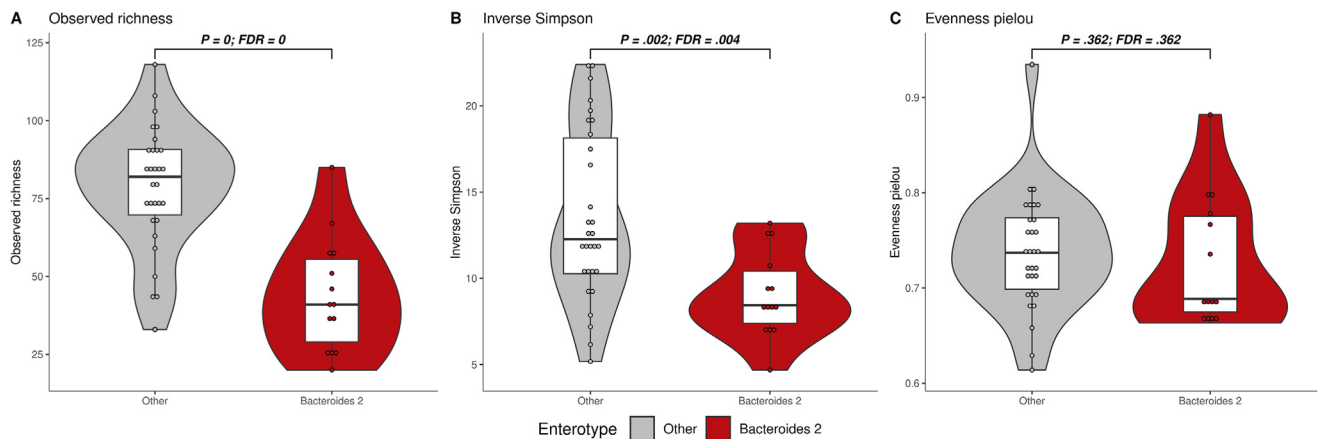 A Observed richness
P = 0; FDR = 0
125
100
75
50
25
Observed richness
Other
Bacteroides 2
B Inverse Simpson
P = .002; FDR = .004
20
15
10
5
Inverse Simpson
Other
Bacteroides 2
C Evenness pielou
P = .362; FDR = .362
0.9
0.8
0.7
0.6
Evenness pielou
Other
Bacteroides 2
Enterotype Other Bacteroides 2